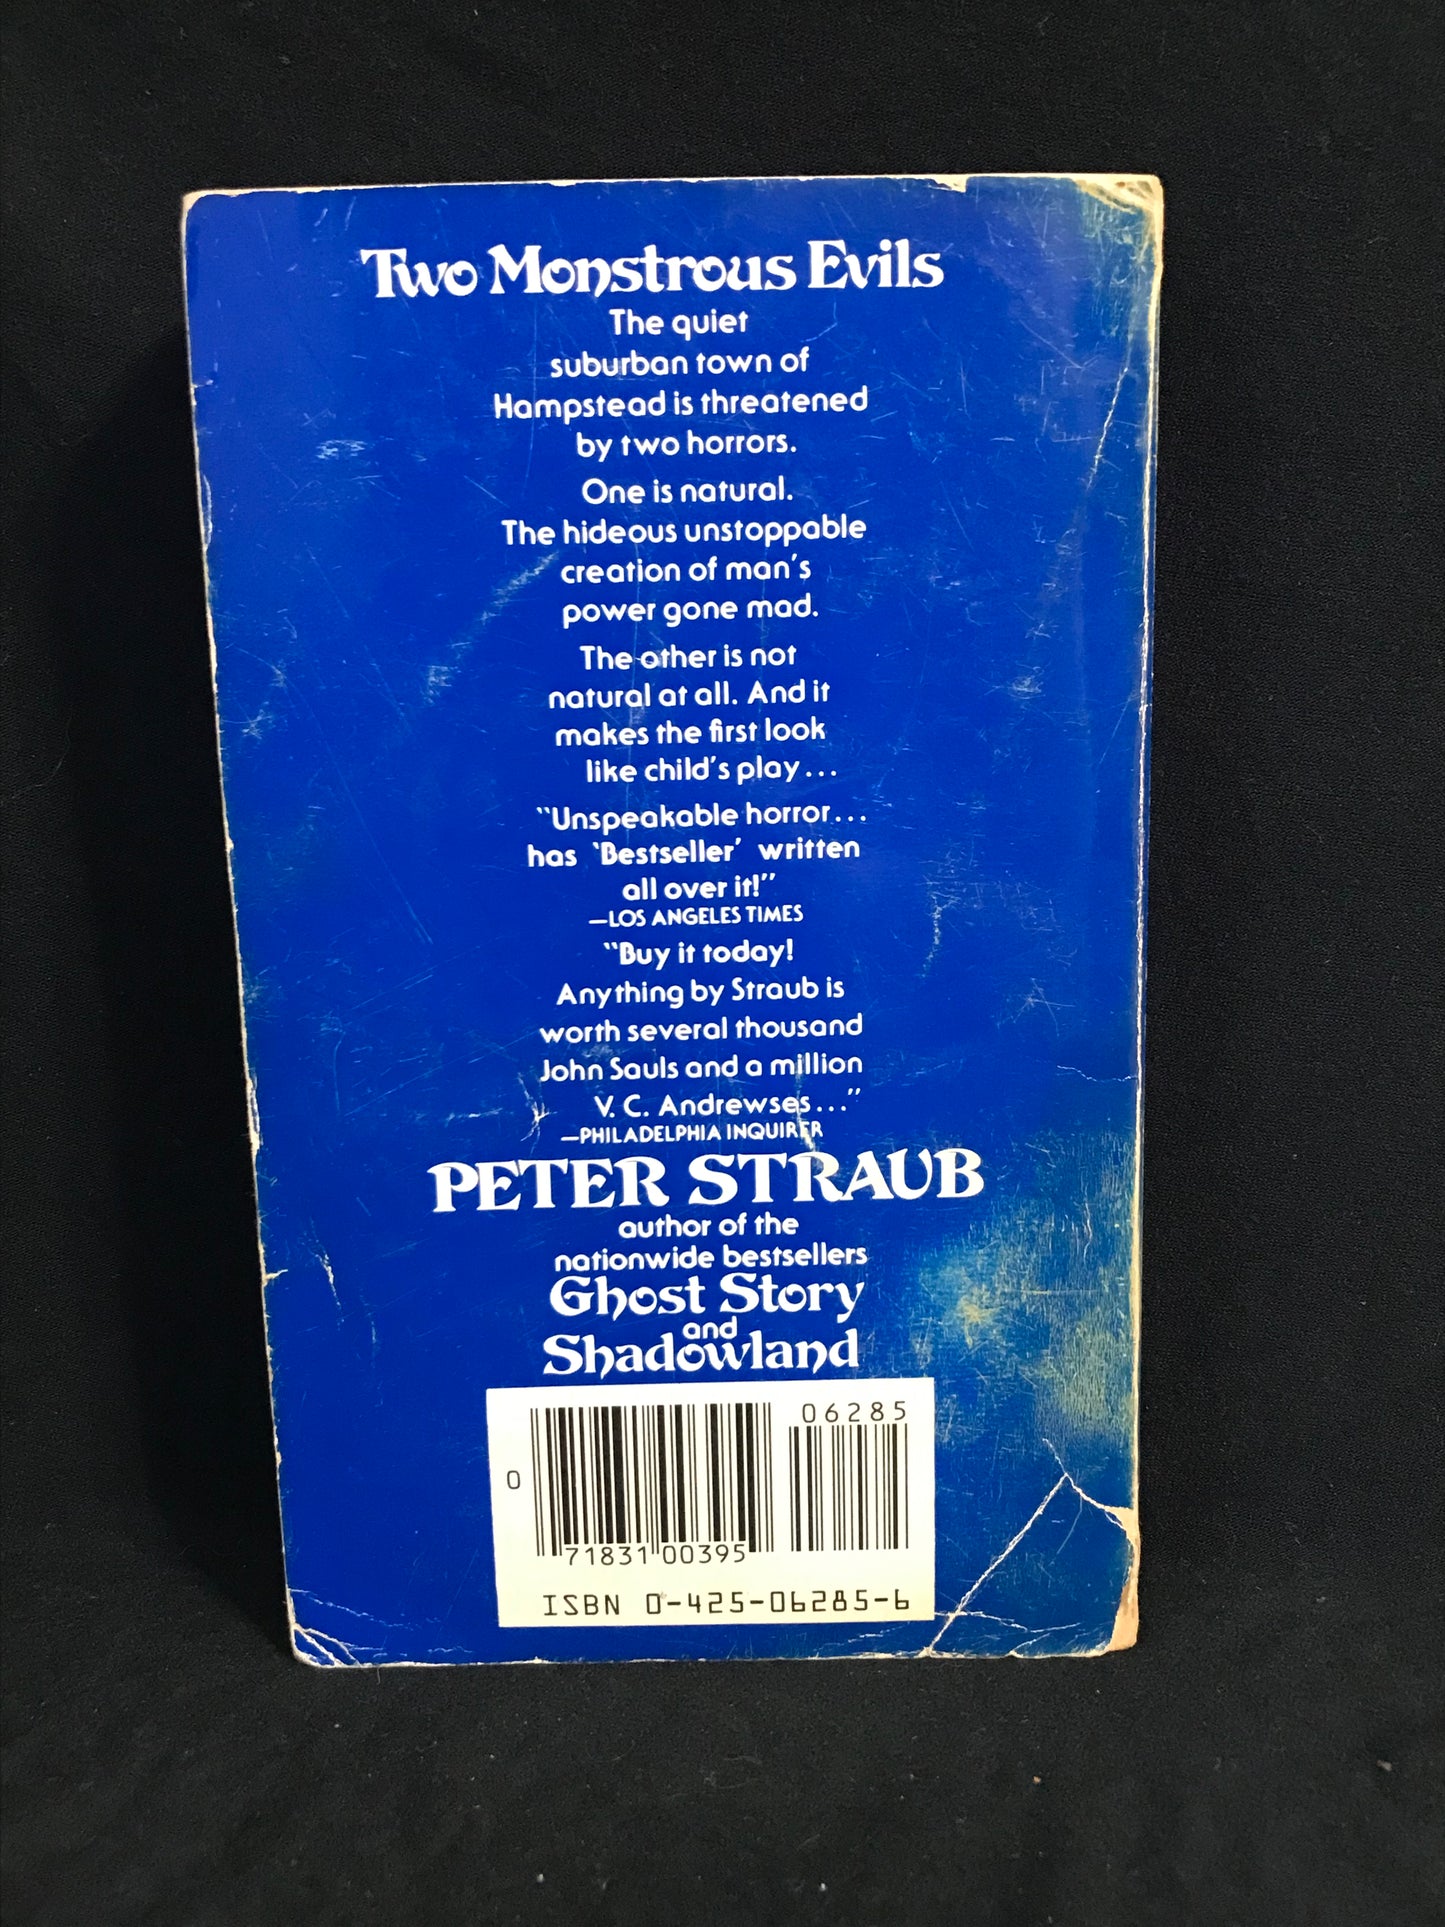 Two Monstrous Evils
The quiet
suburban town of
Hampstead is threatened
by two horrors.
One is natural.
The hideous unstoppable
creation of man's
power gone mad.
The other is not
natural at all. And it
makes the first look
like child's play...
"Unspeakable horror...
has 'Bestseller' written
all over it!"
—LOS ANGELES TIMES
"Buy it today!
Anything by Straub is
worth several thousand
John Sauls and a million
V. C. Andrewses..."
—PHILADELPHIA INQUIRER
PETER STRAUB
author of the
nationwide bestsellers
Ghost Story
and
Shadowland
06285
0
71831 00395
ISBN 0-425-06285-6